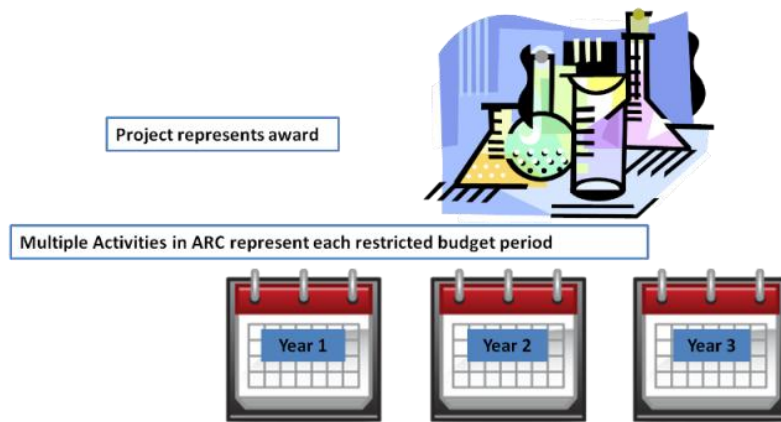 Project represents award
Multiple Activities in ARC represent each restricted budget period
Year 1
Year 2
Year 3